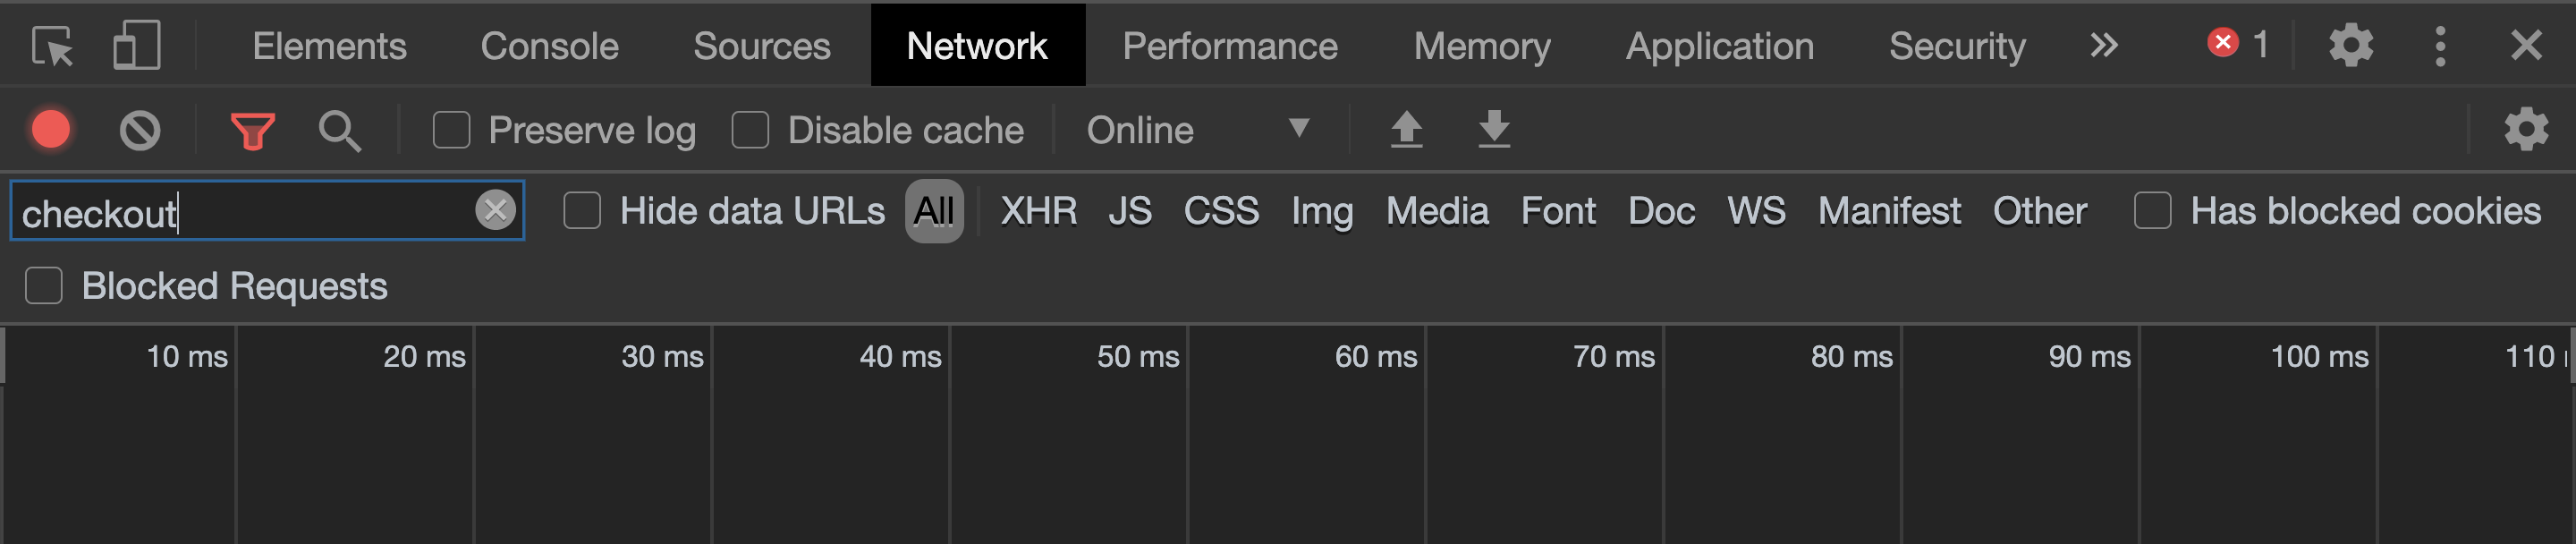 Elements Console Sources Network Performance Memory Application Security 1
Preserve log Disable cache Online
checkout Hide data URLs All XHR JS CSS Img Media Font Doc WS Manifest Other Has blocked cookies
Blocked Requests
10 ms 20 ms 30 ms 40 ms 50 ms 60 ms 70 ms 80 ms 90 ms 100 ms 110